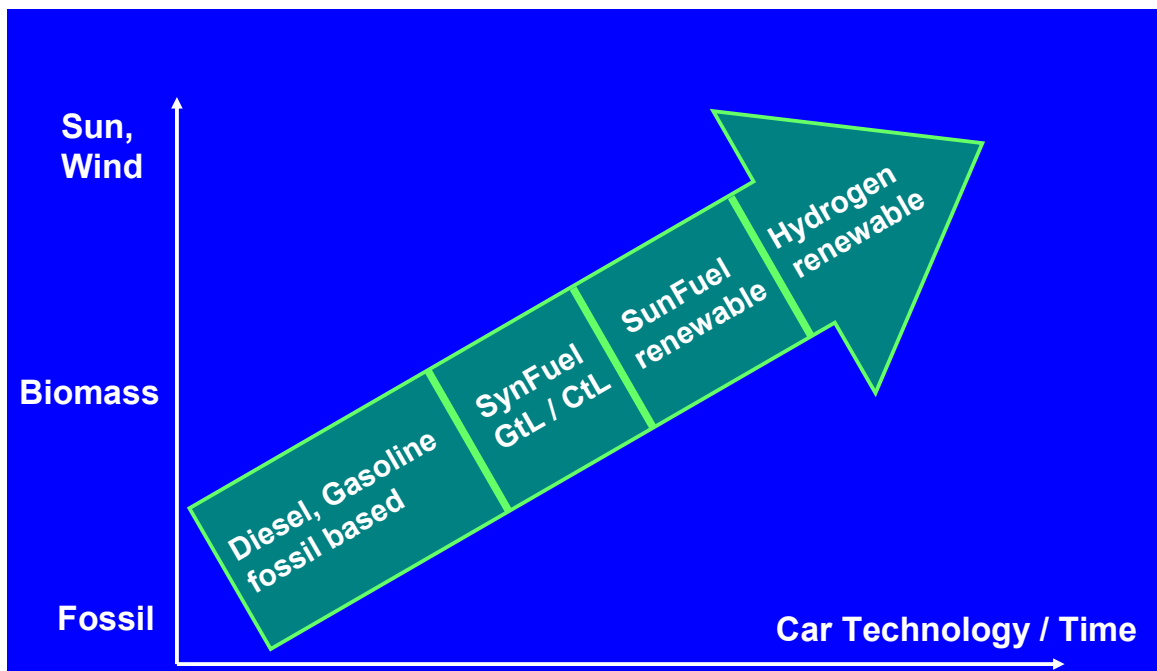 Sun,
Wind
Biomass
Fossil
Diesel, Gasoline
fossil based
SynFuel
GtL / CtL
SunFuel
renewable
Hydrogen
renewable
Car Technology / Time